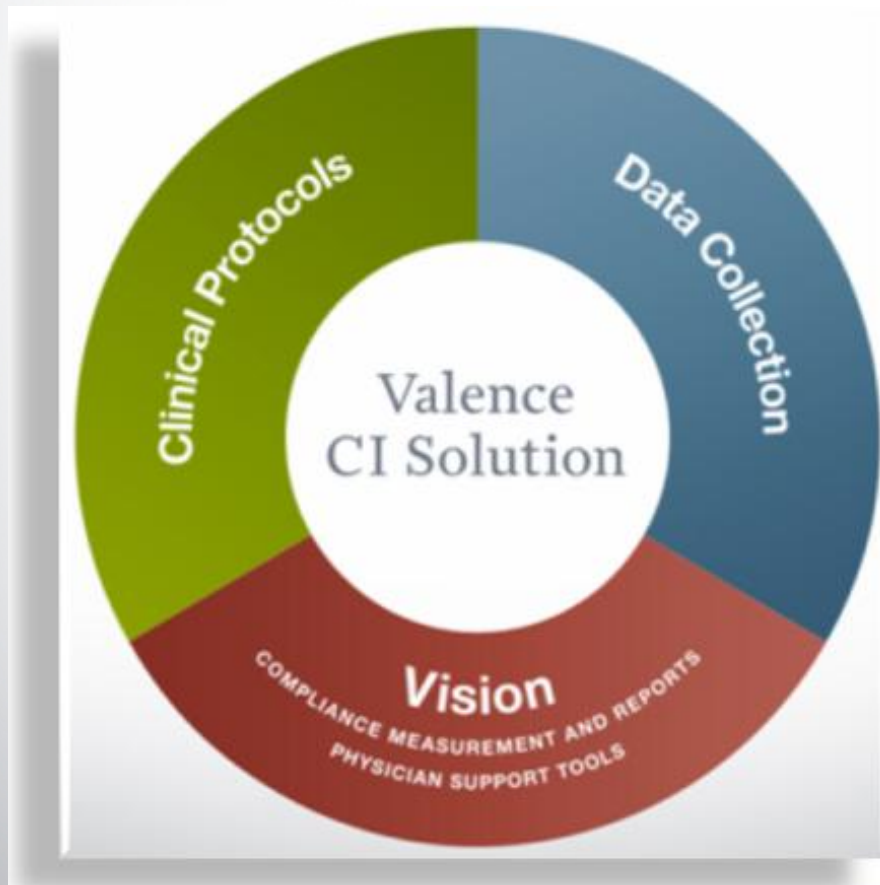 Clinical Protocols
Data Collection
Valence
CI Solution
Vision
COMPLIANCE MEASUREMENT AND REPORTS
PHYSICIAN SUPPORT TOOLS